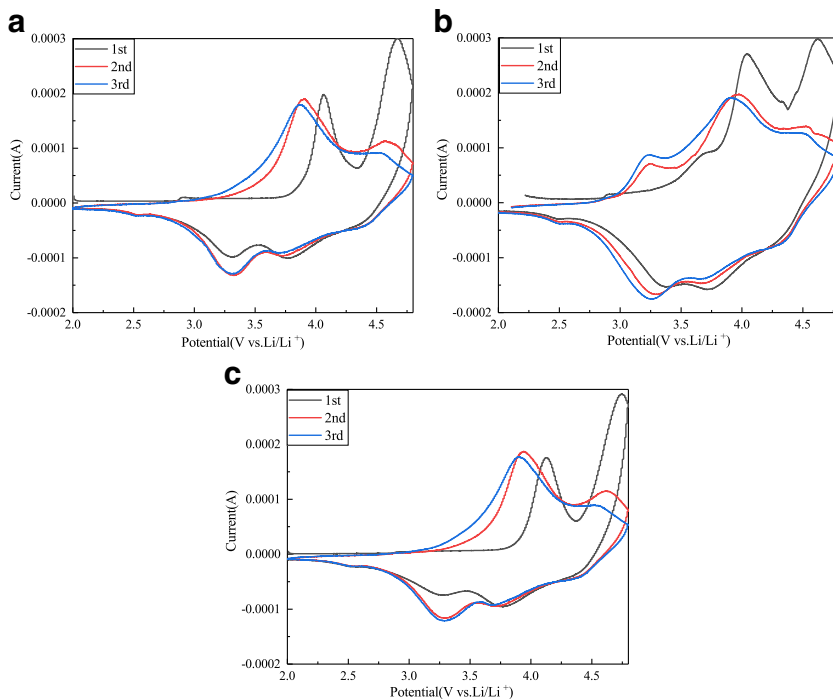 a
0.0003
0.0002
0.0001
0.0000
-0.0001
-0.0002
Current(A)
1st
2nd
3rd
2.0 2.5 3.0 3.5 4.0 4.5
Potential(V vs.Li/Li⁺)
b
0.0003
0.0002
0.0001
0.0000
-0.0001
-0.0002
Current(A)
1st
2nd
3rd
2.0 2.5 3.0 3.5 4.0 4.5
Potential(V vs.Li/Li⁺)
c
0.0003
0.0002
0.0001
0.0000
-0.0001
-0.0002
Current(A)
1st
2nd
3rd
2.0 2.5 3.0 3.5 4.0 4.5
Potential(V vs.Li/Li⁺)